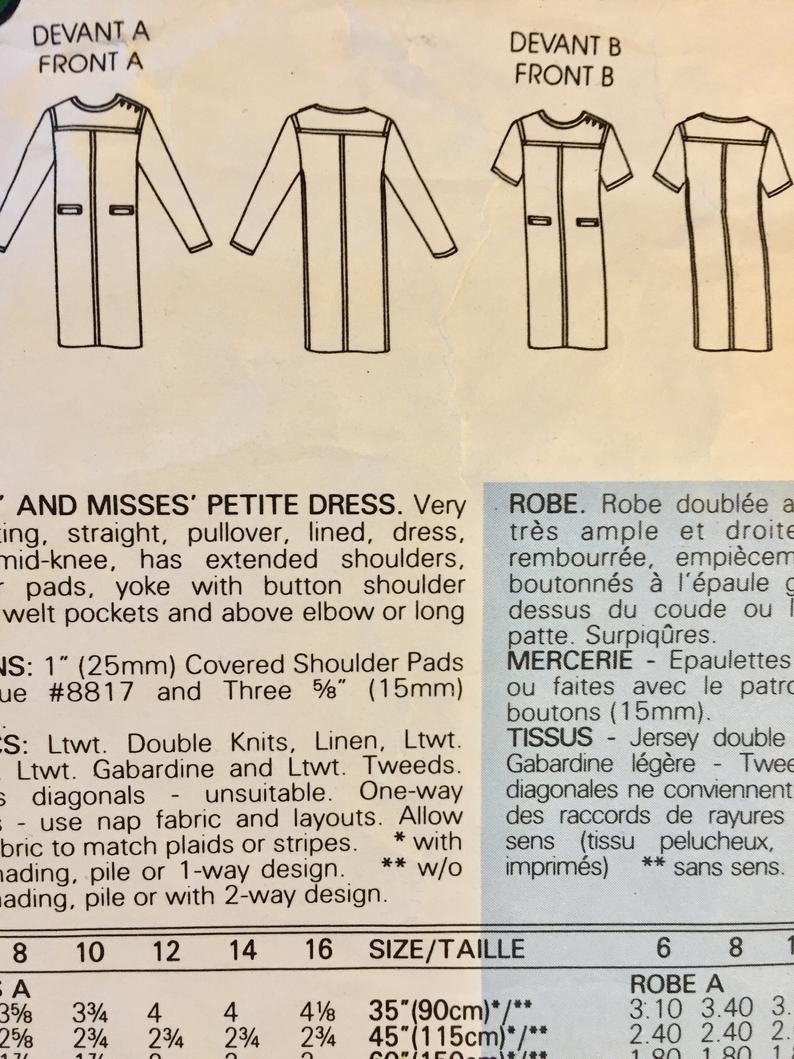 DEVANT A
FRONT A
DEVANT B
FRONT B
AND MISSES' PETITE DRESS. Very
ing, straight, pullover, lined, dress,
mid-knee, has extended shoulders,
pads, yoke with button shoulder
welt pockets and above elbow or long
NS: 1" (25mm) Covered Shoulder Pads
ue #8817 and Three ⅝" (15mm)
CS: Ltwt. Double Knits, Linen, Ltwt.
Ltwt. Gabardine and Ltwt. Tweeds.
s diagonals - unsuitable. One-way
s - use nap fabric and layouts. Allow
bric to match plaids or stripes. * with
ading, pile or 1-way design. ** w/o
ading, pile or with 2-way design.
ROBE. Robe doublée a
très ample et droite
rembourrée, empiècem
boutonnés à l'épaule g
dessus du coude ou l
patte. Surpiqûres.
MERCERIE - Epaulettes
ou faites avec le patro
boutons (15mm).
TISSUS - Jersey double
Gabardine légère - Twee
diagonales ne conviennent
des raccords de rayures
sens (tissu pelucheux,
imprimés) ** sans sens.
8 10 12 14 16 SIZE/TAILLE 6 8 1
S A ROBE A
3⅝ 3¾ 4 4 4⅛ 35"(90cm)*/** 3.10 3.40 3.
2⅝ 2¾ 2¾ 2¾ 2¾ 45"(115cm)*/** 2.40 2.40 2.